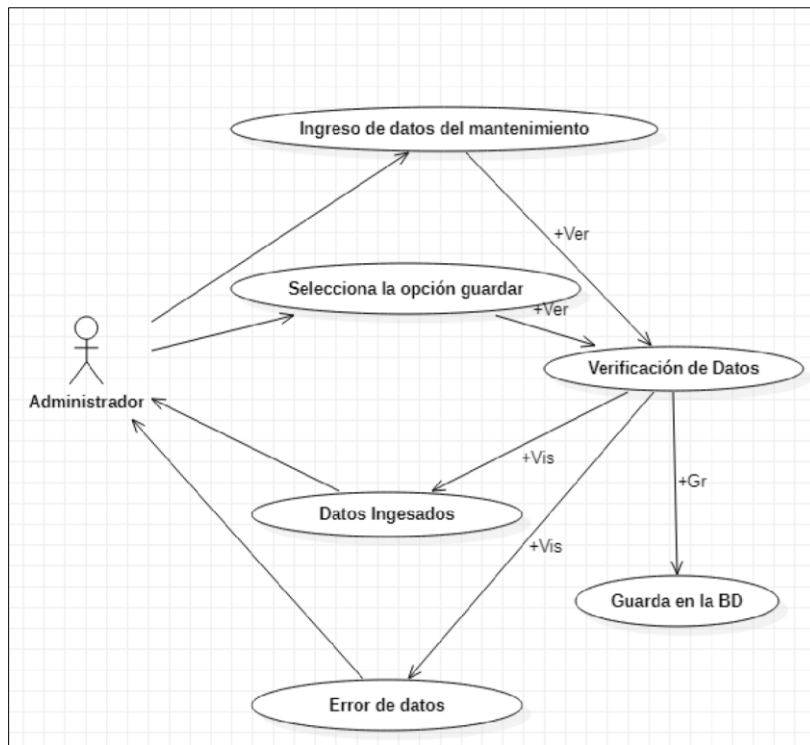 Ingreso de datos del mantenimiento
+Ver
Selecciona la opción guardar
+Ver
Verificación de Datos
Administrador
+Vis
+Gr
Datos Ingesados
+Vis
Guarda en la BD
Error de datos